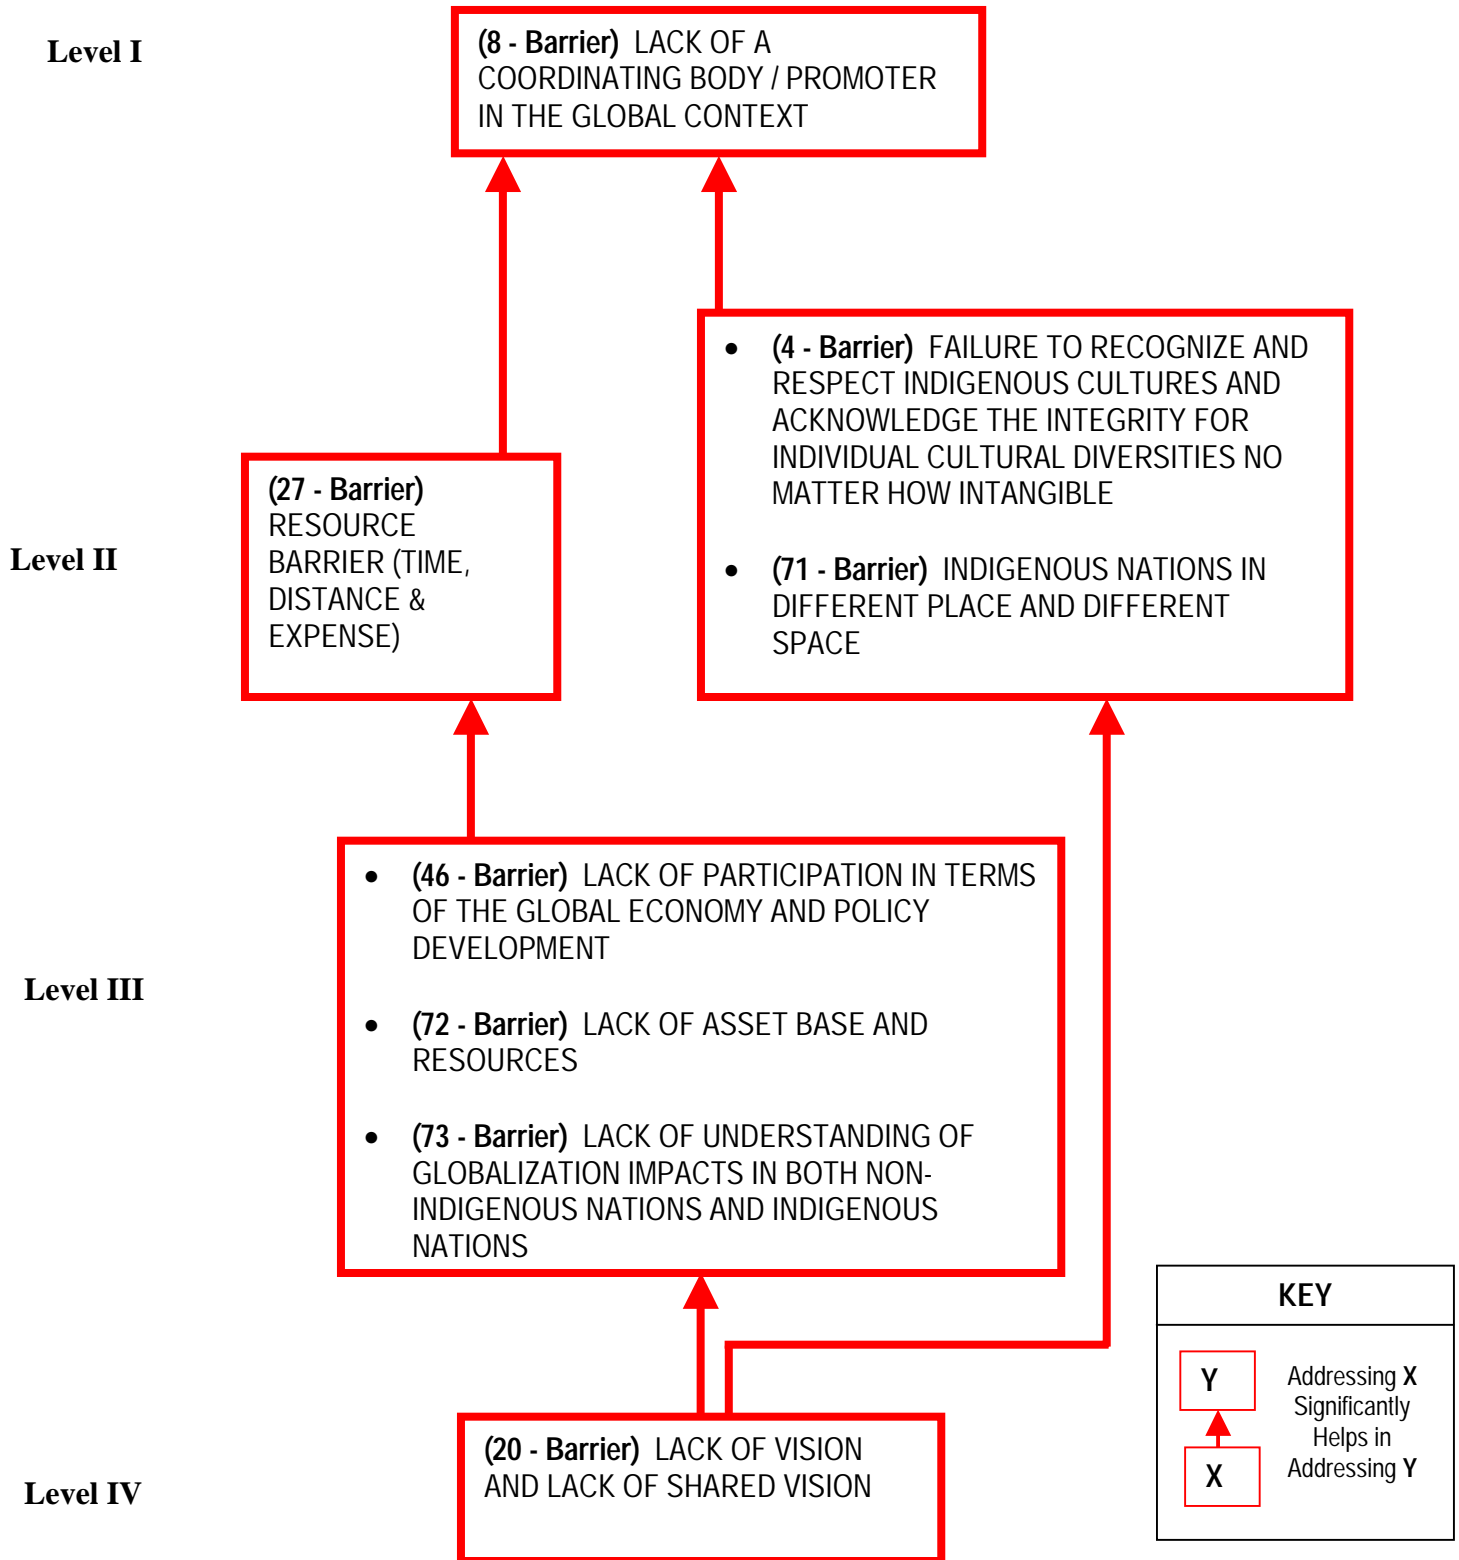 Level I
(8 - Barrier) LACK OF A
COORDINATING BODY / PROMOTER
IN THE GLOBAL CONTEXT
Level II
(27 - Barrier)
RESOURCE
BARRIER (TIME,
DISTANCE &
EXPENSE)
• (4 - Barrier) FAILURE TO RECOGNIZE AND
RESPECT INDIGENOUS CULTURES AND
ACKNOWLEDGE THE INTEGRITY FOR
INDIVIDUAL CULTURAL DIVERSITIES NO
MATTER HOW INTANGIBLE
• (71 - Barrier) INDIGENOUS NATIONS IN
DIFFERENT PLACE AND DIFFERENT
SPACE
Level III
• (46 - Barrier) LACK OF PARTICIPATION IN TERMS
OF THE GLOBAL ECONOMY AND POLICY
DEVELOPMENT
• (72 - Barrier) LACK OF ASSET BASE AND
RESOURCES
• (73 - Barrier) LACK OF UNDERSTANDING OF
GLOBALIZATION IMPACTS IN BOTH NON-
INDIGENOUS NATIONS AND INDIGENOUS
NATIONS
Level IV
(20 - Barrier) LACK OF VISION
AND LACK OF SHARED VISION
KEY
Y
X
Addressing X
Significantly
Helps in
Addressing Y